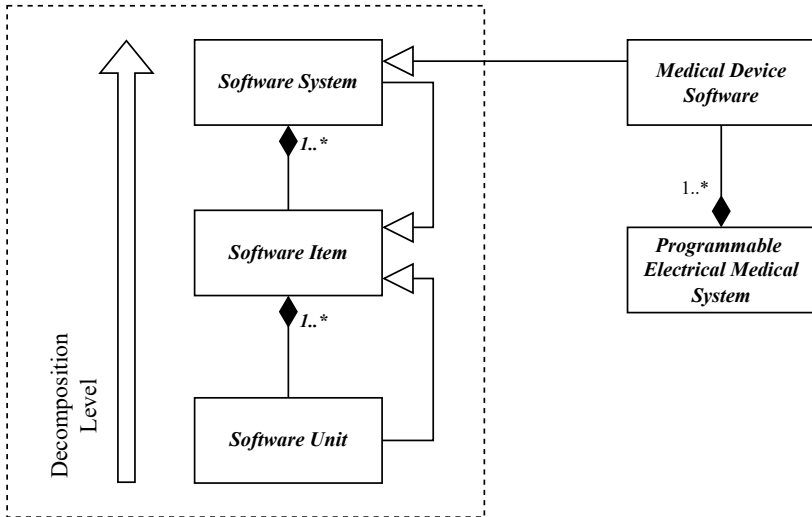 Software System
1..*
Software Item
1..*
Software Unit
Decomposition
Level
Medical Device
Software
1..*
Programmable
Electrical Medical
System